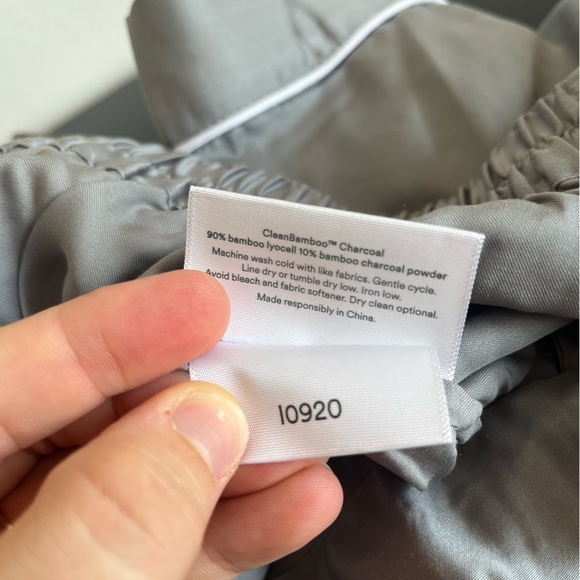 CleanBamboo™ Charcoal
90% bamboo lyocell 10% bamboo charcoal powder
Machine wash cold with like fabrics. Gentle cycle.
Line dry or tumble dry low. Iron low.
Avoid bleach and fabric softener. Dry clean optional.
Made responsibly in China.
I0920